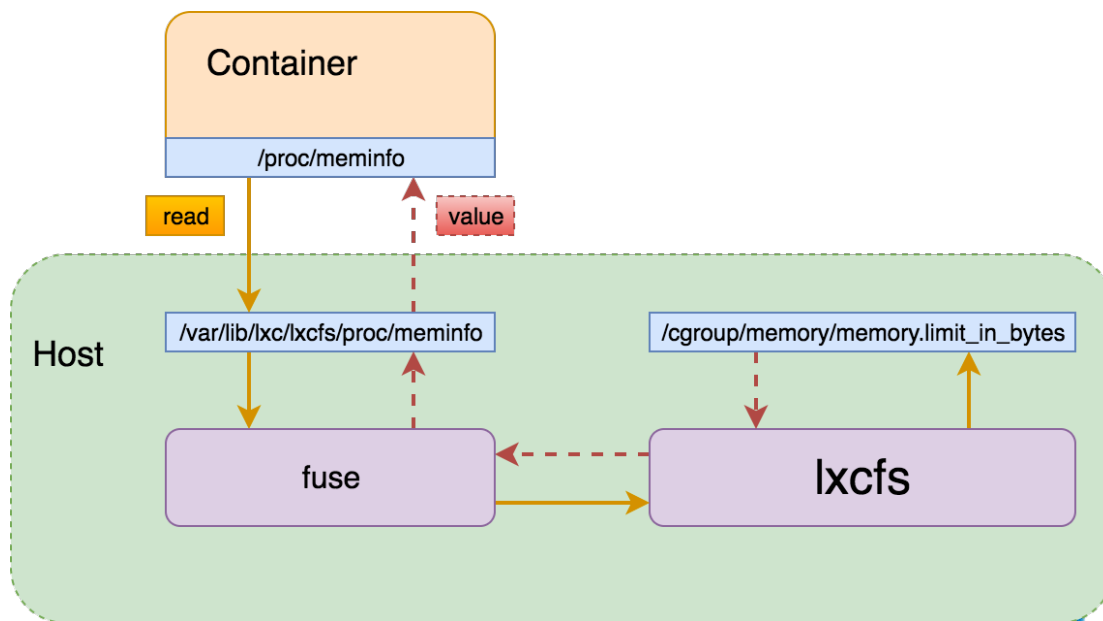 Container
/proc/meminfo
read
value
/var/lib/lxc/lxcfs/proc/meminfo
/cgroup/memory/memory.limit_in_bytes
Host
fuse
lxcfs